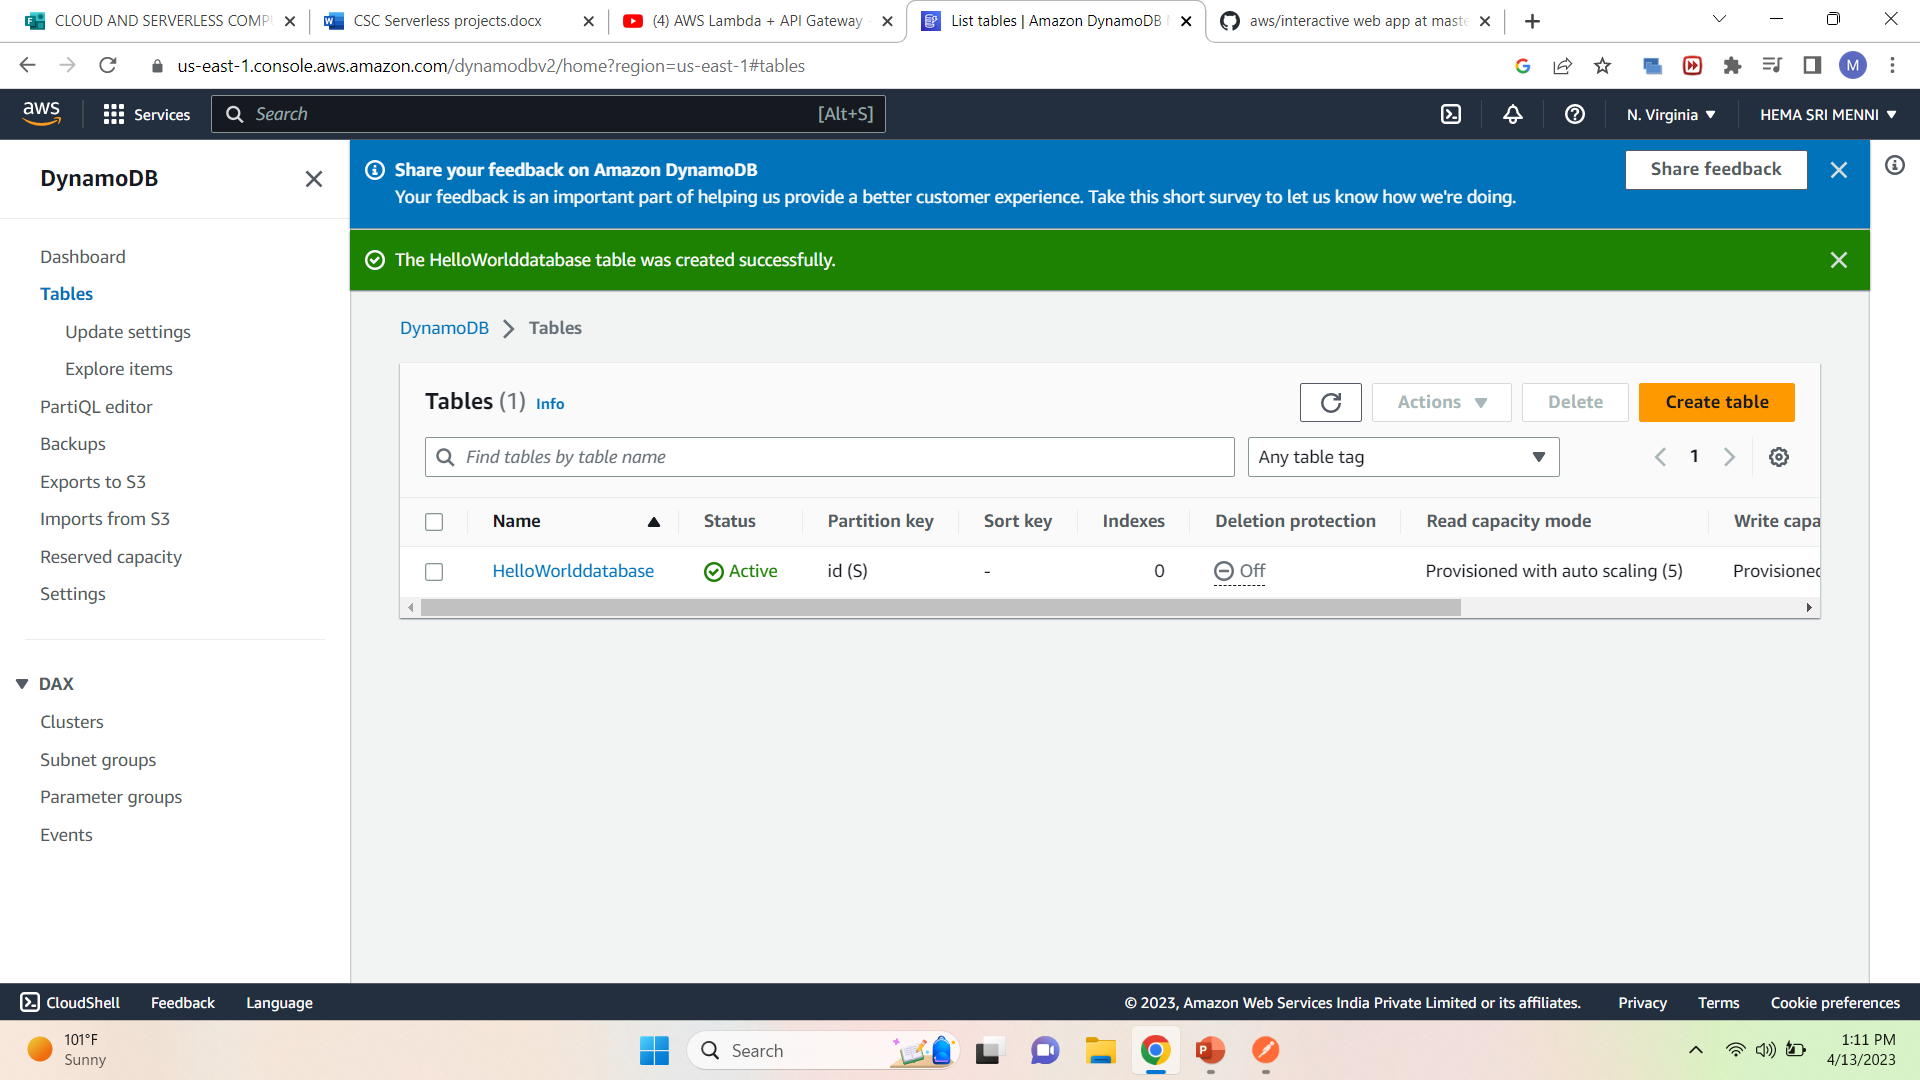 CLOUD AND SERVERLESS COMP
CSC Serverless projects.docx
(4) AWS Lambda + API Gateway
List tables | Amazon DynamoDB
aws/interactive web app at maste
us-east-1.console.aws.amazon.com/dynamodbv2/home?region=us-east-1#tables
M
aws
Services
Search
[Alt+S]
N. Virginia
HEMA SRI MENNI
DynamoDB
Dashboard
Tables
Update settings
Explore items
PartiQL editor
Backups
Exports to S3
Imports from S3
Reserved capacity
Settings
DAX
Clusters
Subnet groups
Parameter groups
Events
Share your feedback on Amazon DynamoDB
Your feedback is an important part of helping us provide a better customer experience. Take this short survey to let us know how we're doing.
Share feedback
The HelloWorlddatabase table was created successfully.
DynamoDB
Tables
Tables (1) Info
Actions
Delete
Create table
Find tables by table name
Any table tag
1
Name Status Partition key Sort key Indexes Deletion protection Read capacity mode Write capa
HelloWorlddatabase Active id (S) - 0 Off Provisioned with auto scaling (5) Provisioned
CloudShell Feedback Language
© 2023, Amazon Web Services India Private Limited or its affiliates. Privacy Terms Cookie preferences
101°F
Sunny
Search
1:11 PM
4/13/2023